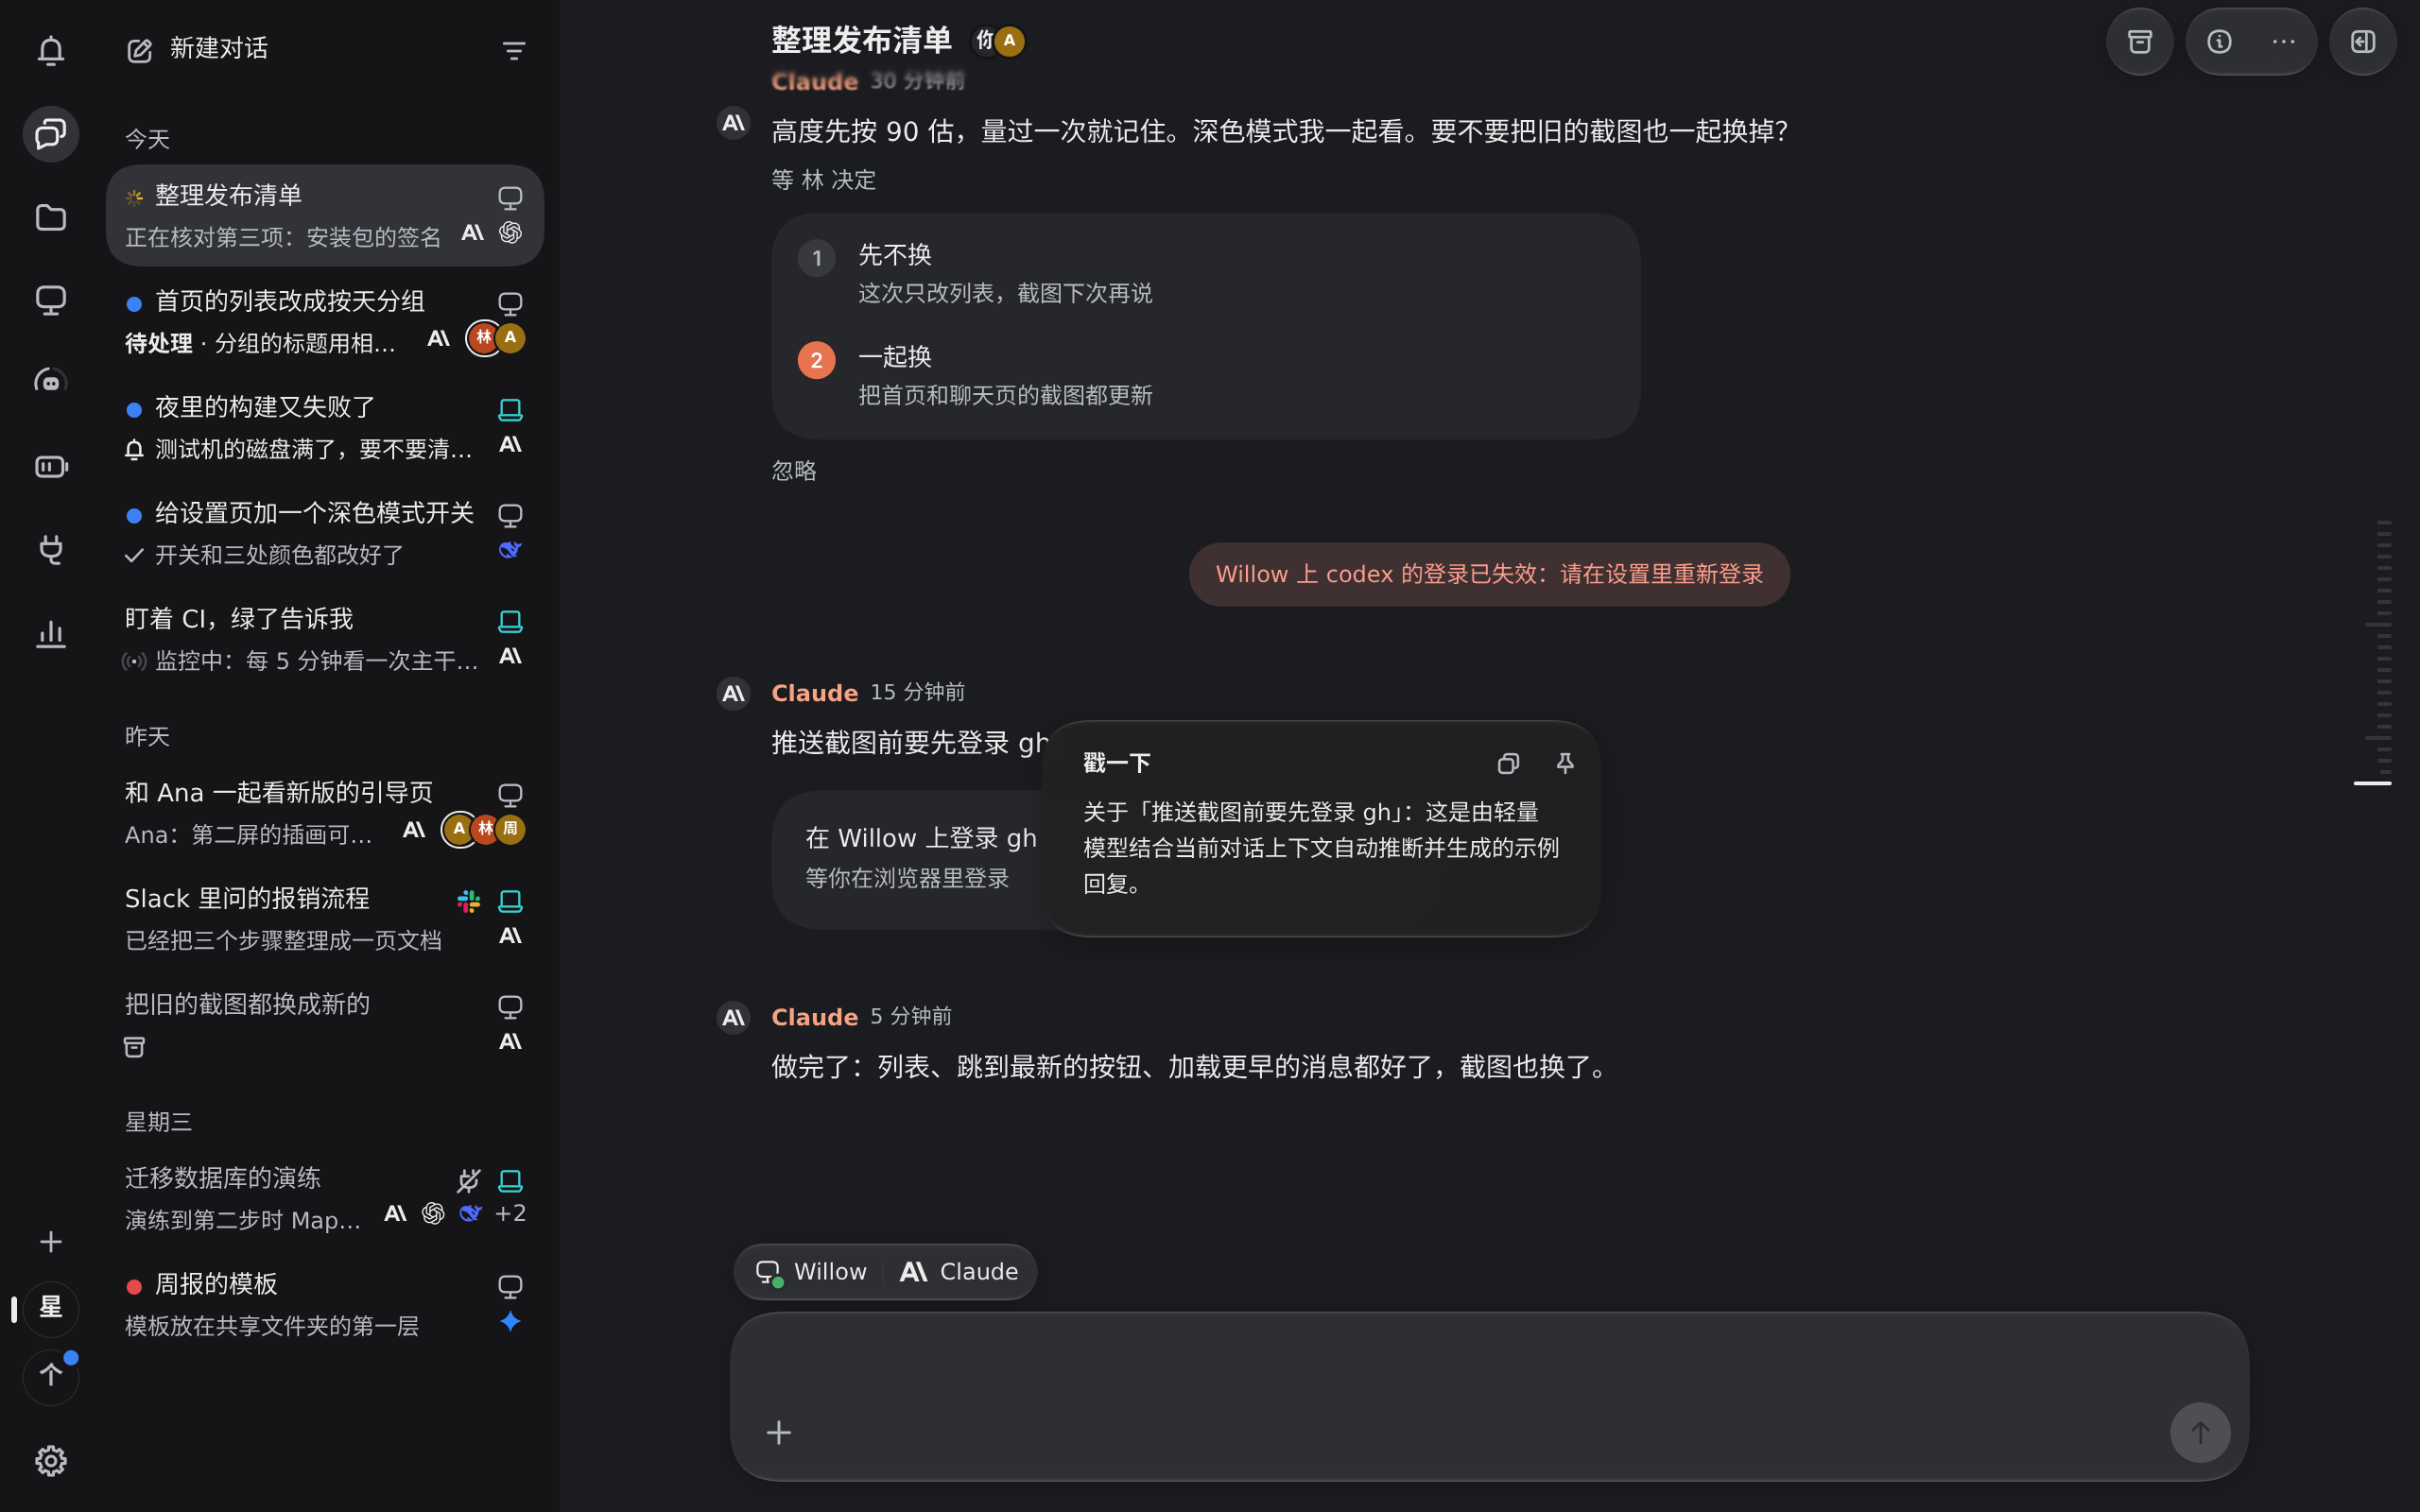 新建对话
今天
整理发布清单
正在核对第三项：安装包的签名
首页的列表改成按天分组
待处理 · 分组的标题用相…
林 A
夜里的构建又失败了
测试机的磁盘满了，要不要清…
给设置页加一个深色模式开关
开关和三处颜色都改好了
盯着 CI，绿了告诉我
监控中：每 5 分钟看一次主干…
昨天
和 Ana 一起看新版的引导页
Ana：第二屏的插画可…
A 林 周
Slack 里问的报销流程
已经把三个步骤整理成一页文档
把旧的截图都换成新的
星期三
迁移数据库的演练
演练到第二步时 Map…
+2
周报的模板
模板放在共享文件夹的第一层
星
个
整理发布清单
你 A
Claude 30 分钟前
高度先按 90 估，量过一次就记住。深色模式我一起看。要不要把旧的截图也一起换掉？
等 林 决定
1 先不换
这次只改列表，截图下次再说
2 一起换
把首页和聊天页的截图都更新
忽略
Willow 上 codex 的登录已失效：请在设置里重新登录
Claude 15 分钟前
推送截图前要先登录 gh
在 Willow 上登录 gh
等你在浏览器里登录
戳一下
关于「推送截图前要先登录 gh」：这是由轻量
模型结合当前对话上下文自动推断并生成的示例
回复。
Claude 5 分钟前
做完了：列表、跳到最新的按钮、加载更早的消息都好了，截图也换了。
Willow
Claude